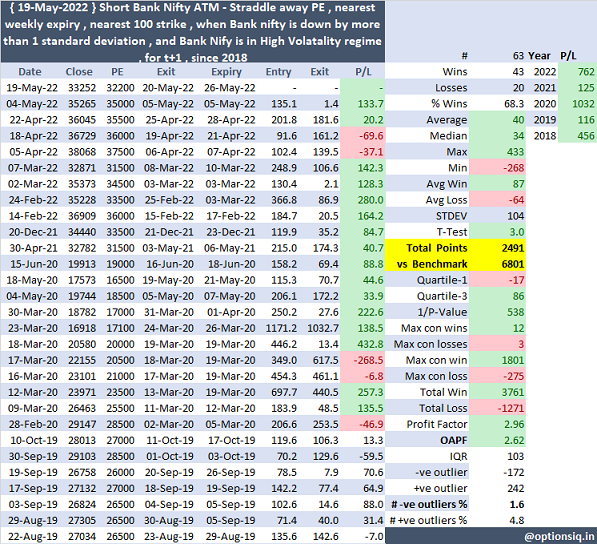 { 19-May-2022 } Short Bank Nifty ATM - Straddle away PE , nearest
weekly expiry , nearest 100 strike , when Bank nifty is down by more
than 1 standard deviation , and Bank Nify is in High Volatality regime
, for t+1 , since 2018
Date Close PE Exit Expiry Entry Exit P/L
19-May-22 33252 32200 20-May-22 26-May-22 - - -
04-May-22 35265 35000 05-May-22 05-May-22 135.1 1.4 133.7
22-Apr-22 36045 35500 25-Apr-22 28-Apr-22 201.8 181.6 20.2
18-Apr-22 36729 36000 19-Apr-22 21-Apr-22 91.6 161.2 -69.6
05-Apr-22 38068 37500 06-Apr-22 07-Apr-22 102.4 139.5 -37.1
07-Mar-22 32871 31500 08-Mar-22 10-Mar-22 248.9 106.6 142.3
02-Mar-22 35373 34500 03-Mar-22 03-Mar-22 130.4 2.1 128.3
24-Feb-22 35228 33500 25-Feb-22 03-Mar-22 366.8 86.9 280.0
14-Feb-22 36909 36000 15-Feb-22 17-Feb-22 184.7 20.5 164.2
20-Dec-21 34440 33500 21-Dec-21 23-Dec-21 119.9 35.2 84.7
30-Apr-21 32782 31500 03-May-21 06-May-21 215.0 174.3 40.7
15-Jun-20 19913 19000 16-Jun-20 18-Jun-20 158.2 69.4 88.8
18-May-20 17573 16500 19-May-20 21-May-20 115.3 70.7 44.6
04-May-20 19744 18500 05-May-20 07-May-20 206.1 172.2 33.9
30-Mar-20 18782 17000 31-Mar-20 01-Apr-20 250.2 27.6 222.6
23-Mar-20 16918 17100 24-Mar-20 26-Mar-20 1171.2 1032.7 138.5
18-Mar-20 20580 20000 19-Mar-20 19-Mar-20 446.2 13.4 432.8
17-Mar-20 22155 20500 18-Mar-20 19-Mar-20 349.0 617.5 -268.5
16-Mar-20 23101 21000 17-Mar-20 19-Mar-20 454.3 461.1 -6.8
12-Mar-20 23971 23500 13-Mar-20 19-Mar-20 697.7 440.5 257.3
09-Mar-20 26463 25500 11-Mar-20 12-Mar-20 183.9 48.5 135.5
28-Feb-20 29147 28500 02-Mar-20 05-Mar-20 206.6 253.5 -46.9
10-Oct-19 28013 27000 11-Oct-19 17-Oct-19 119.6 106.3 13.3
30-Sep-19 29103 28500 01-Oct-19 03-Oct-19 70.2 129.6 -59.5
19-Sep-19 26758 26000 20-Sep-19 26-Sep-19 78.5 7.9 70.6
17-Sep-19 27132 27000 18-Sep-19 19-Sep-19 142.2 77.4 64.9
03-Sep-19 26824 26500 04-Sep-19 05-Sep-19 102.6 14.6 88.0
29-Aug-19 27305 26500 30-Aug-19 05-Sep-19 71.4 40.0 31.4
22-Aug-19 27034 26500 23-Aug-19 29-Aug-19 135.6 142.6 -7.0
# 63 Year P/L
Wins 43 2022 762
Losses 20 2021 125
% Wins 68.3 2020 1032
Average 40 2019 116
Median 34 2018 456
Max 433
Min -268
Avg Win 87
Avg Loss -64
STDEV 104
T-Test 3.0
Total Points 2491
vs Benchmark 6801
Quartile-1 -17
Quartile-3 86
1/P-Value 538
Max con wins 12
Max con losses 3
Max con win 1801
Max con loss -275
Total Win 3761
Total Loss -1271
Profit Factor 2.96
OAPF 2.62
IQR 103
-ve outlier -172
+ve outlier 242
# -ve outliers % 1.6
# +ve outliers % 4.8
@optionsiq.in